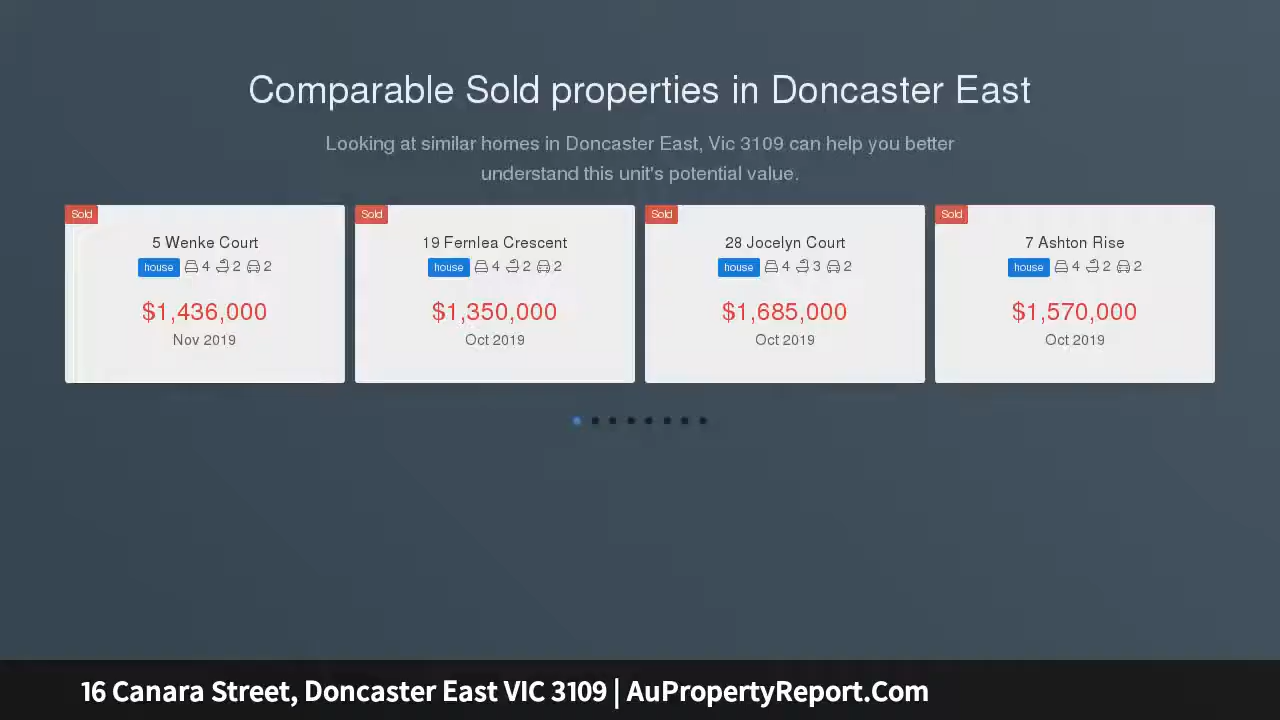 Comparable Sold properties in Doncaster East
Looking at similar homes in Doncaster East, Vic 3109 can help you better
understand this unit's potential value.
Sold
5 Wenke Court
house 4 2 2
$1,436,000
Nov 2019
Sold
19 Fernlea Crescent
house 4 2 2
$1,350,000
Oct 2019
Sold
28 Jocelyn Court
house 4 3 2
$1,685,000
Oct 2019
Sold
7 Ashton Rise
house 4 2 2
$1,570,000
Oct 2019
16 Canara Street, Doncaster East VIC 3109 | AuPropertyReport.Com